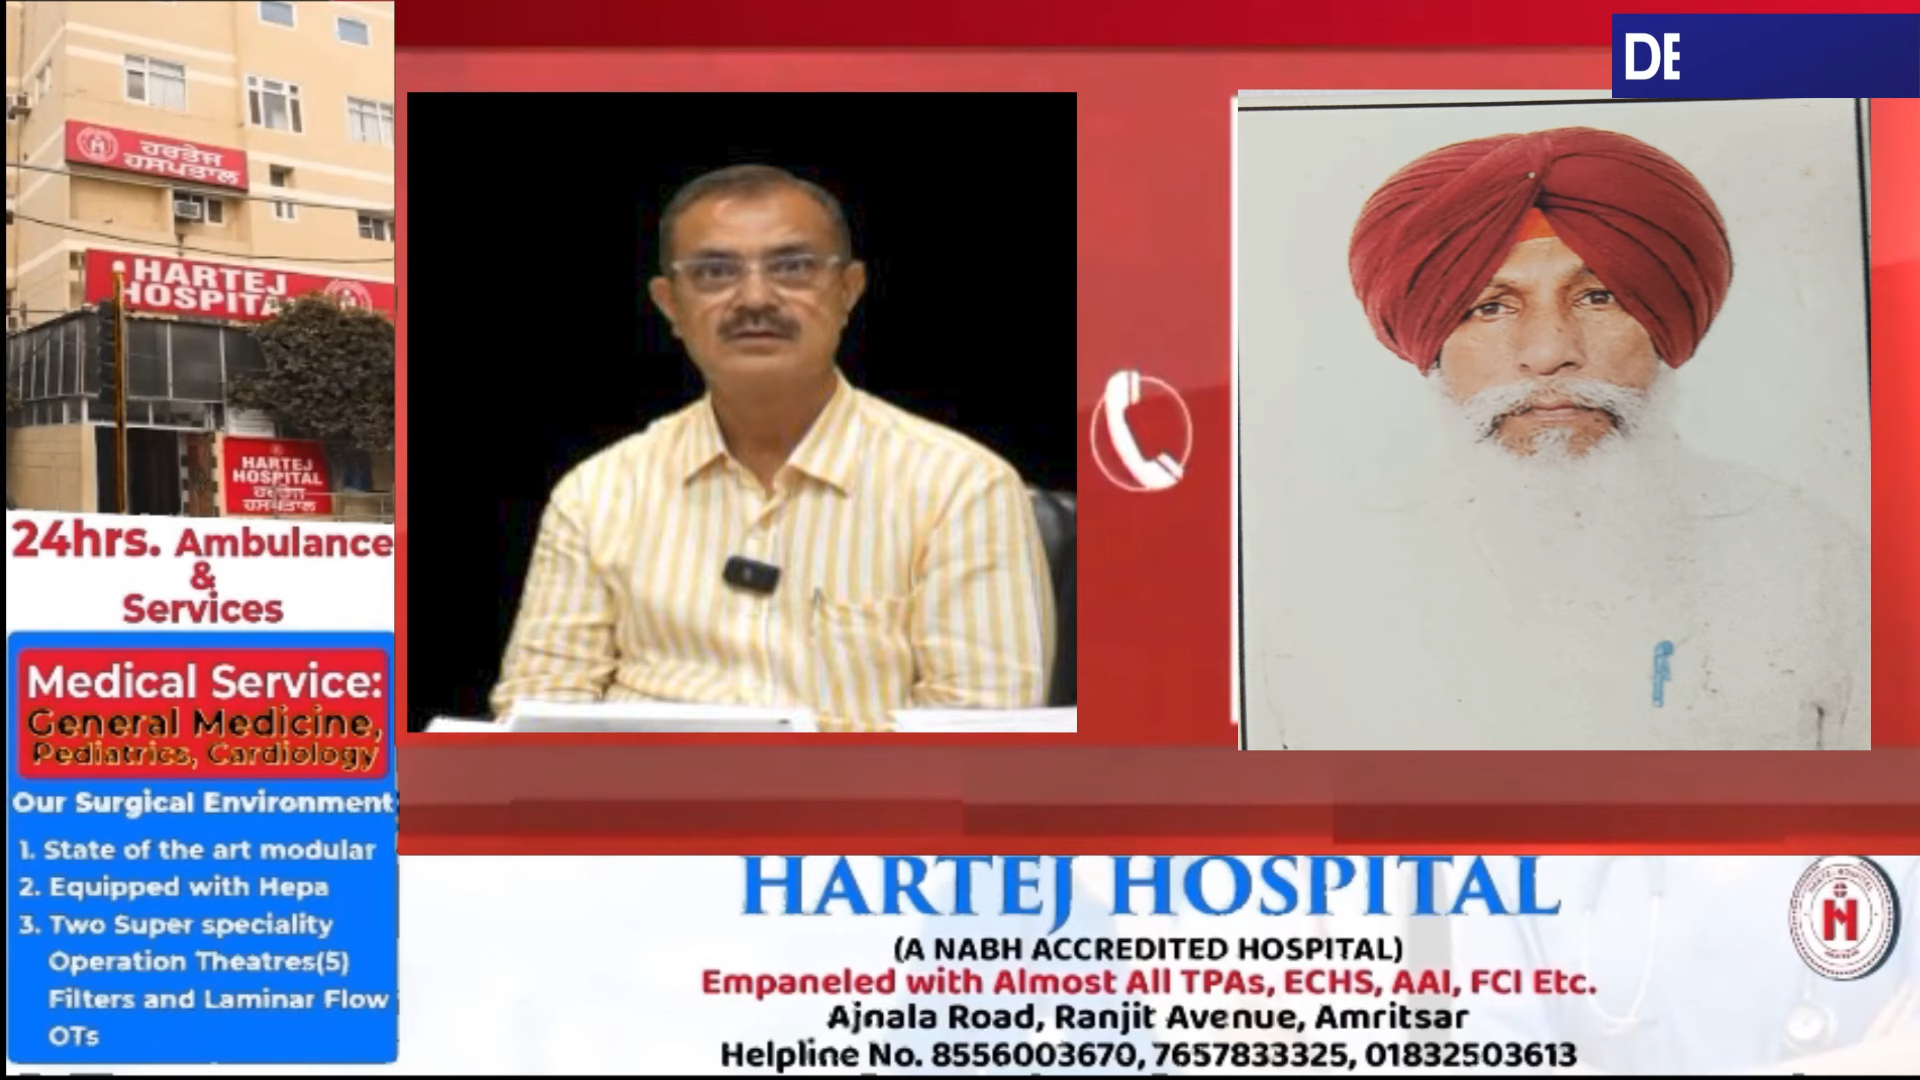 DE
ਹਰਤੇਜ
ਹਸਪਤਾਲ
HARTEJ
HOSPITAL
HARTEJ
HOSPITAL
ਹਰਤੇਜ
ਹਸਪਤਾਲ
24hrs. Ambulance
&
Services
Medical Service:
General Medicine,
Pediatrics, Cardiology
Our Surgical Environment
1. State of the art modular
2. Equipped with Hepa
3. Two Super speciality
Operation Theatres(5)
Filters and Laminar Flow
OTs
HARTEJ HOSPITAL
(A NABH ACCREDITED HOSPITAL)
Empaneled with Almost All TPAs, ECHS, AAI, FCI Etc.
Ajnala Road, Ranjit Avenue, Amritsar
Helpline No. 8556003670, 7657833325, 01832503613